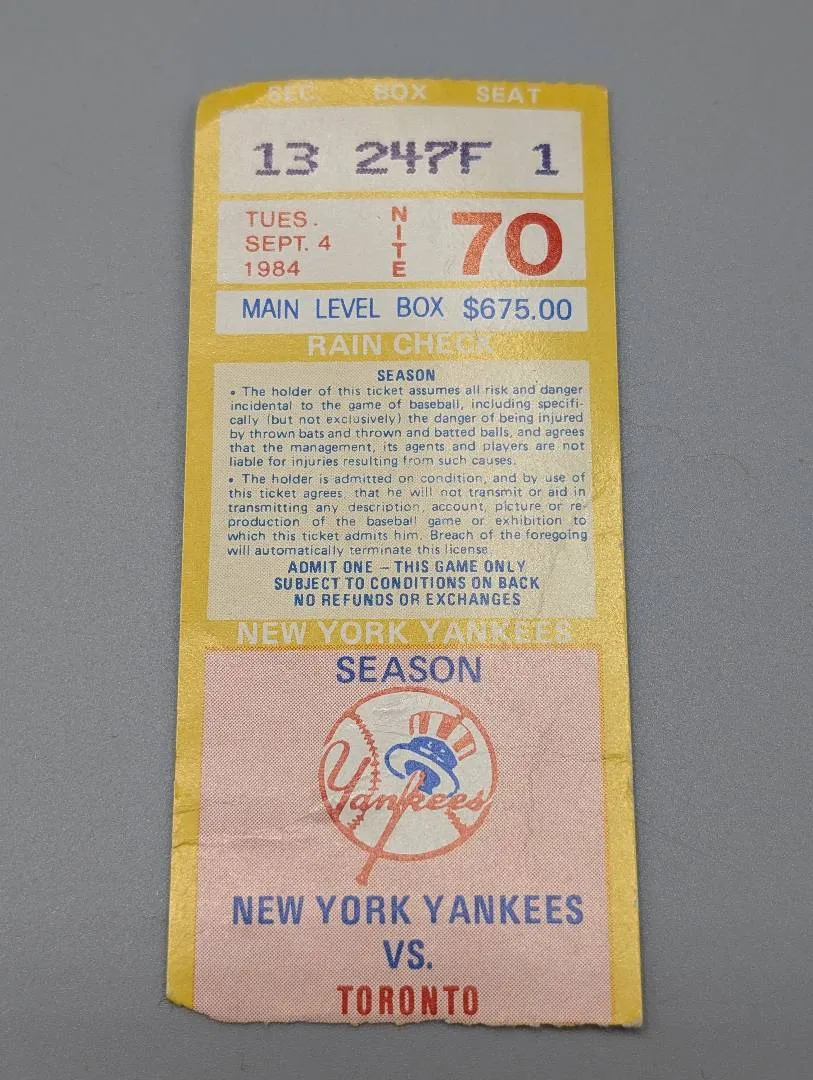 SEC. BOX SEAT
13 247F 1
TUES.
SEPT. 4
1984
NITE
70
MAIN LEVEL BOX $675.00
RAIN CHECK
SEASON
• The holder of this ticket assumes all risk and danger
incidental to the game of baseball, including specifi-
cally (but not exclusively) the danger of being injured
by thrown bats and thrown and batted balls, and agrees
that the management, its agents and players are not
liable for injuries resulting from such causes.
• The holder is admitted on condition, and by use of
this ticket agrees, that he will not transmit or aid in
transmitting any description, account, picture or re-
production of the baseball game or exhibition to
which this ticket admits him. Breach of the foregoing
will automatically terminate this license.
ADMIT ONE – THIS GAME ONLY
SUBJECT TO CONDITIONS ON BACK
NO REFUNDS OR EXCHANGES
NEW YORK YANKEES
SEASON
Yankees
NEW YORK YANKEES
VS.
TORONTO